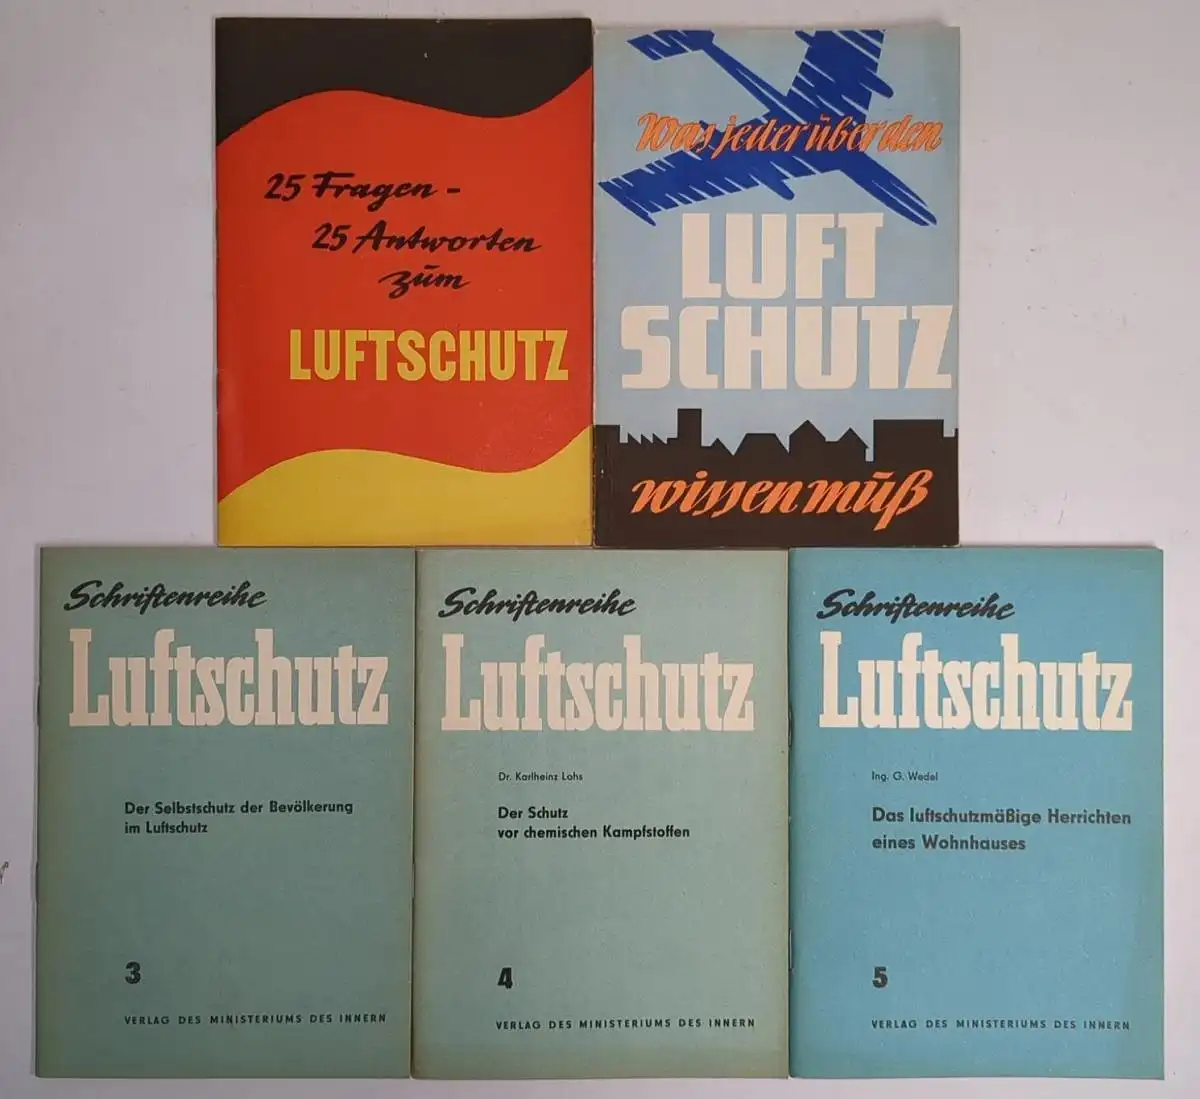 25 Fragen -
25 Antworten
zum
LUFTSCHUTZ
Was jeder über den
LUFT
SCHUTZ
wissen muß
Schriftenreihe
Luftschutz
Der Selbstschutz der Bevölkerung
im Luftschutz
3
VERLAG DES MINISTERIUMS DES INNERN
Schriftenreihe
Luftschutz
Dr. Karlheinz Lohs
Der Schutz
vor chemischen Kampfstoffen
4
VERLAG DES MINISTERIUMS DES INNERN
Schriftenreihe
Luftschutz
Ing. G. Wedel
Das luftschutzmäßige Herrichten
eines Wohnhauses
5
VERLAG DES MINISTERIUMS DES INNERN